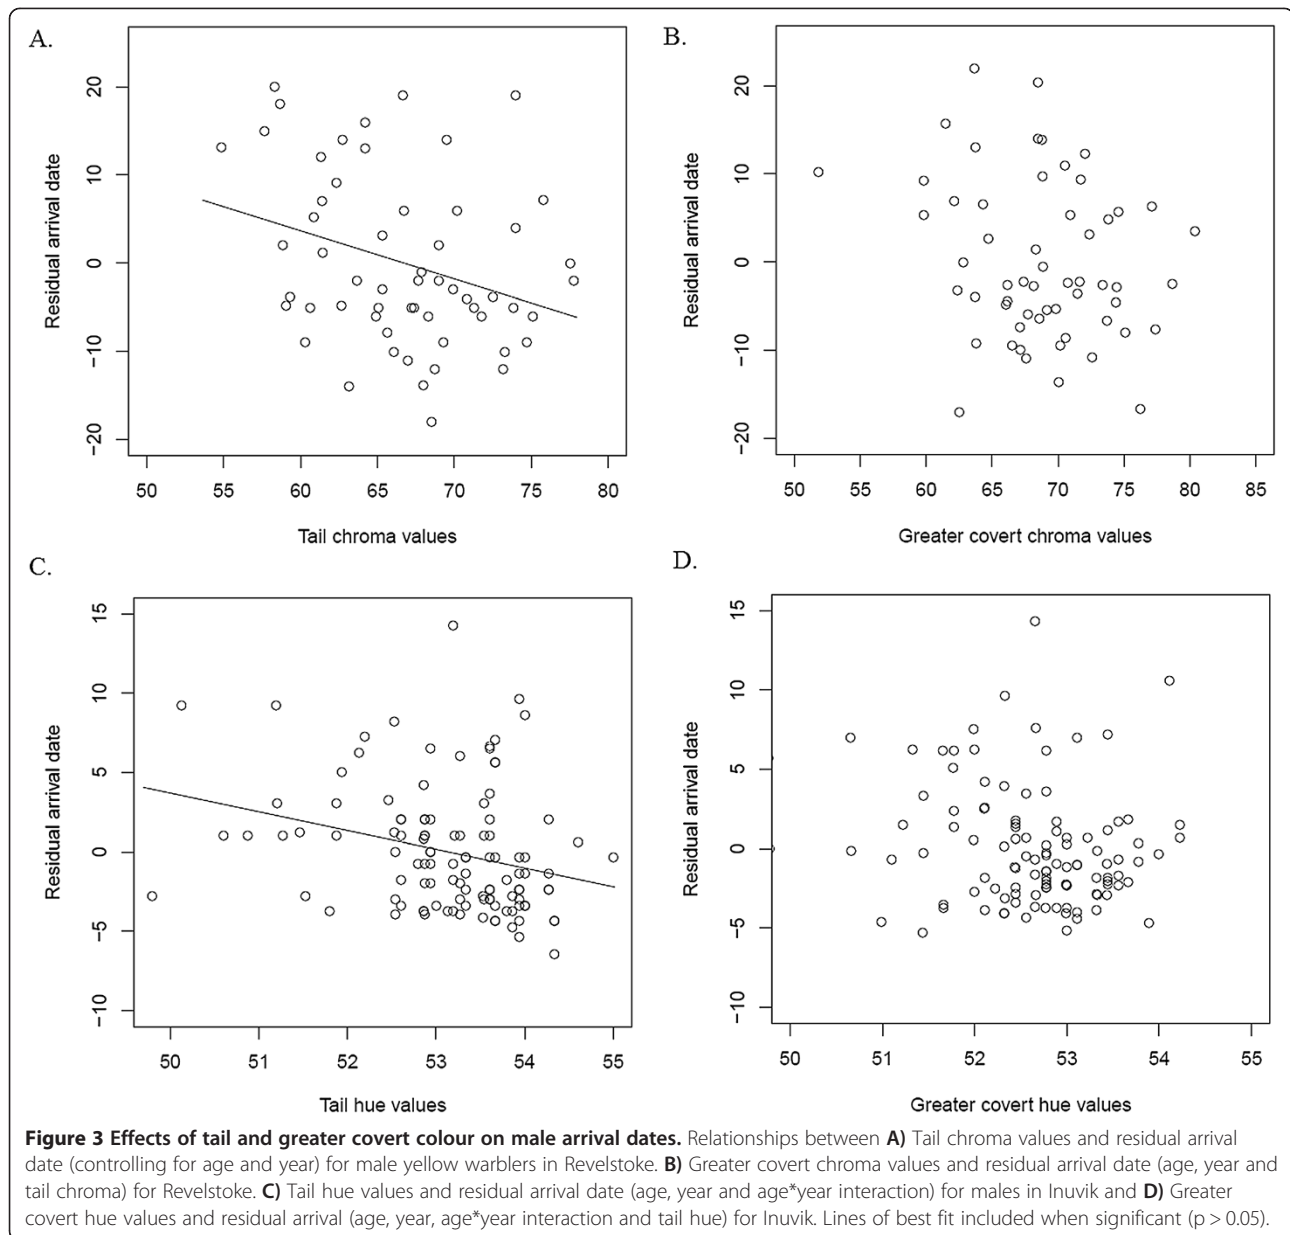 A.
20
10
0
−10
−20
Residual arrival date
50 55 60 65 70 75 80
Tail chroma values
B.
20
10
0
−10
−20
Residual arrival date
50 55 60 65 70 75 80 85
Greater covert chroma values
C.
15
10
5
0
−5
−10
Residual arrival date
50 51 52 53 54 55
Tail hue values
D.
15
10
5
0
−5
−10
Residual arrival date
50 51 52 53 54 55
Greater covert hue values
Figure 3 Effects of tail and greater covert colour on male arrival dates. Relationships between A) Tail chroma values and residual arrival
date (controlling for age and year) for male yellow warblers in Revelstoke. B) Greater covert chroma values and residual arrival date (age, year and
tail chroma) for Revelstoke. C) Tail hue values and residual arrival date (age, year and age*year interaction) for males in Inuvik and D) Greater
covert hue values and residual arrival (age, year, age*year interaction and tail hue) for Inuvik. Lines of best fit included when significant (p > 0.05).